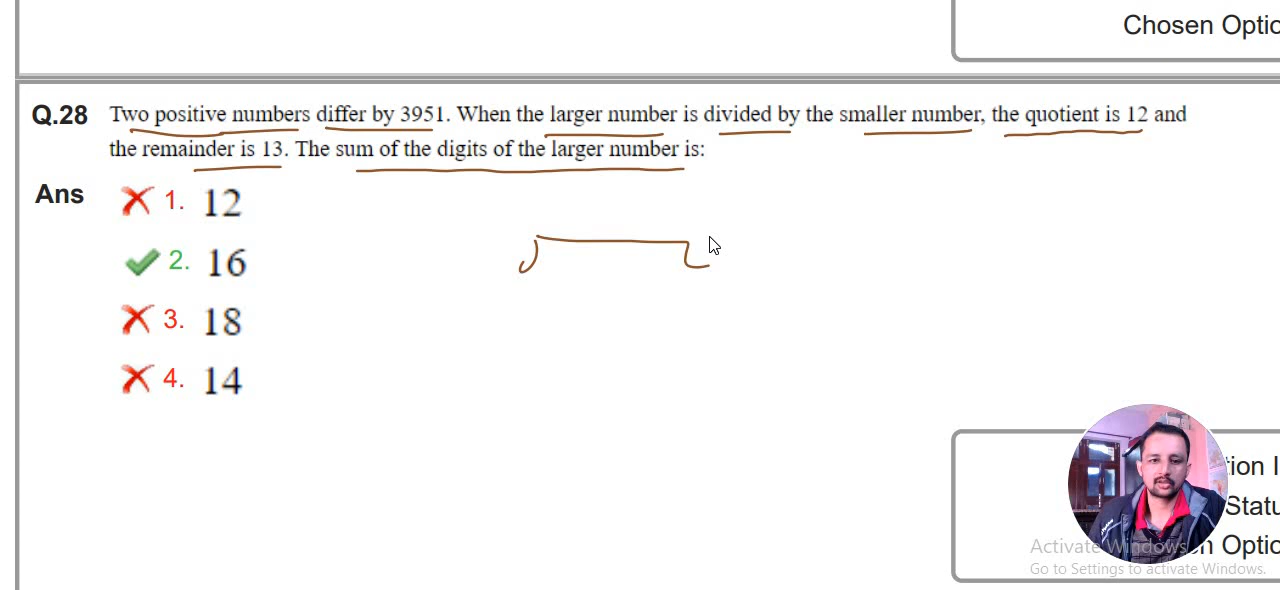 Chosen Optio
Q.28 Two positive numbers differ by 3951. When the larger number is divided by the smaller number, the quotient is 12 and
the remainder is 13. The sum of the digits of the larger number is:
Ans 1. 12
2. 16
3. 18
4. 14
ion I
Statu
n Optic
Activate Windows
Go to Settings to activate Windows.